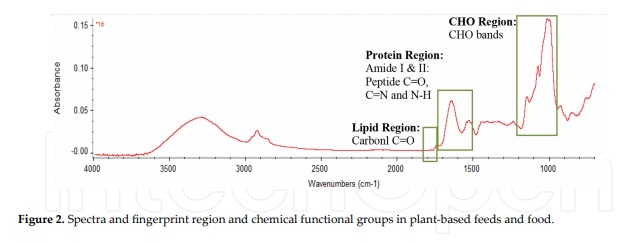 0.15
*1d
CHO Region:
CHO bands
Protein Region:
Amide I & II:
Peptide C=O,
C=N and N-H
Lipid Region:
Carbonl C=O
Absorbance
0.10
0.05
-0.00
4000 3500 3000 2500 2000 1500 1000
Wavenumbers (cm-1)
Figure 2. Spectra and fingerprint region and chemical functional groups in plant-based feeds and food.